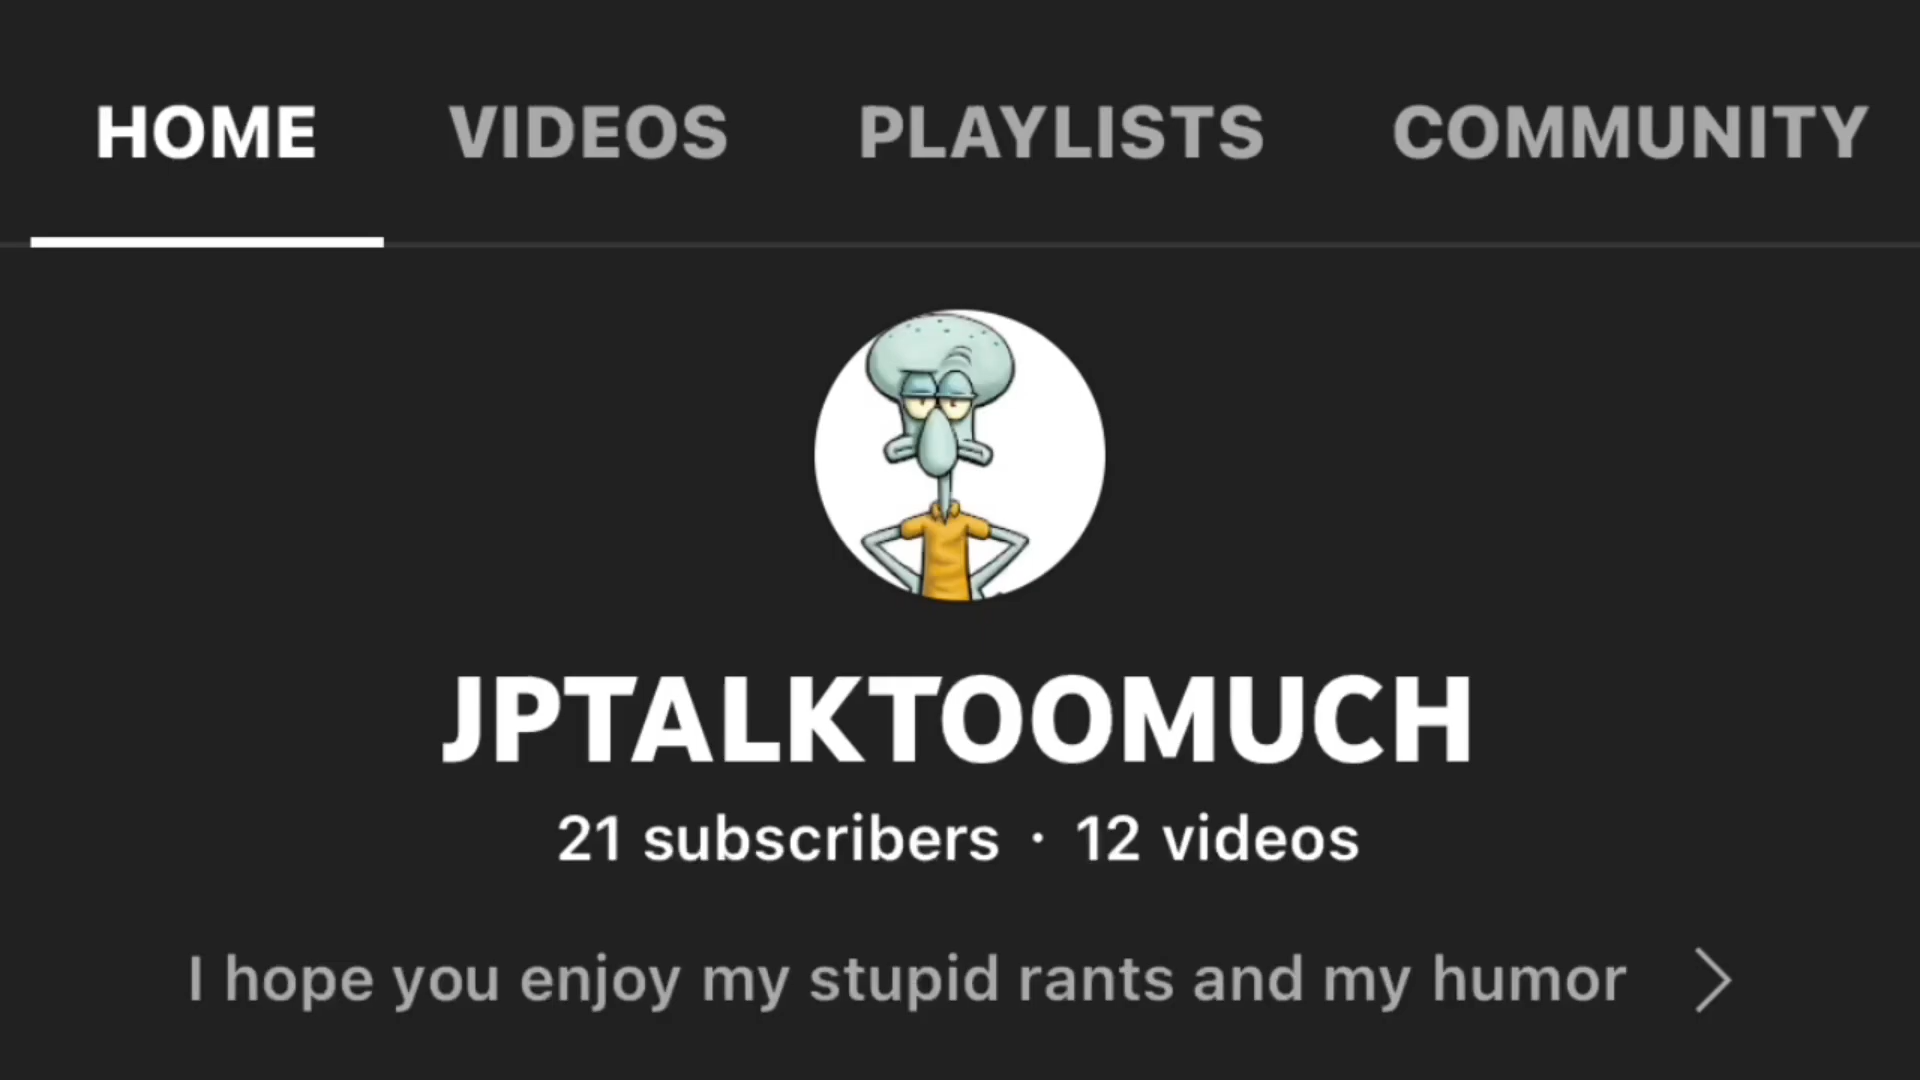 HOME VIDEOS PLAYLISTS COMMUNITY
JPTALKTOOMUCH
21 subscribers · 12 videos
I hope you enjoy my stupid rants and my humor